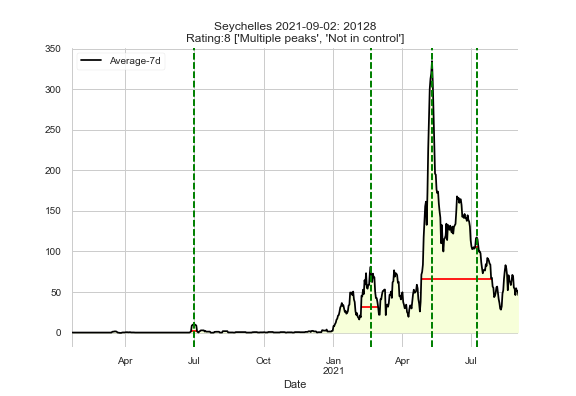 Seychelles 2021-09-02: 20128
Rating:8 ['Multiple peaks', 'Not in control']
350
Average-7d
300
250
200
150
100
50
0
Apr
Jul
Oct
Jan
2021
Apr
Jul
Date